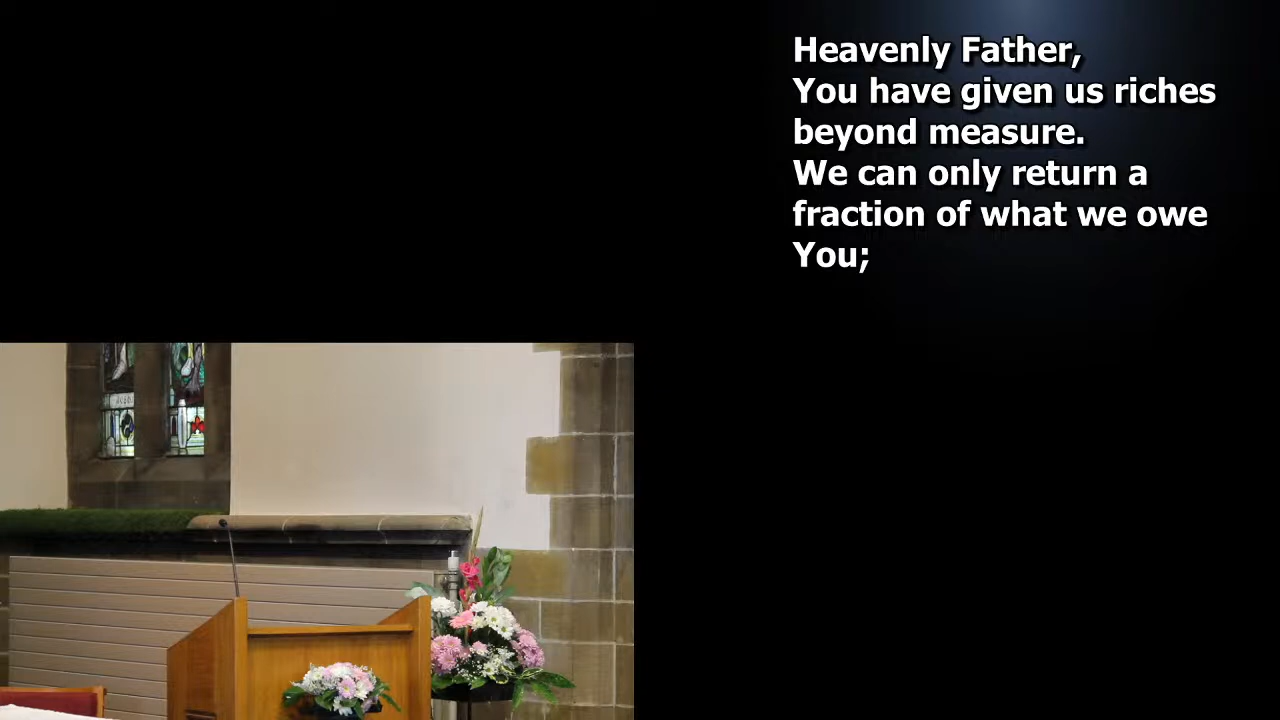 Heavenly Father,
You have given us riches
beyond measure.
We can only return a
fraction of what we owe
You;